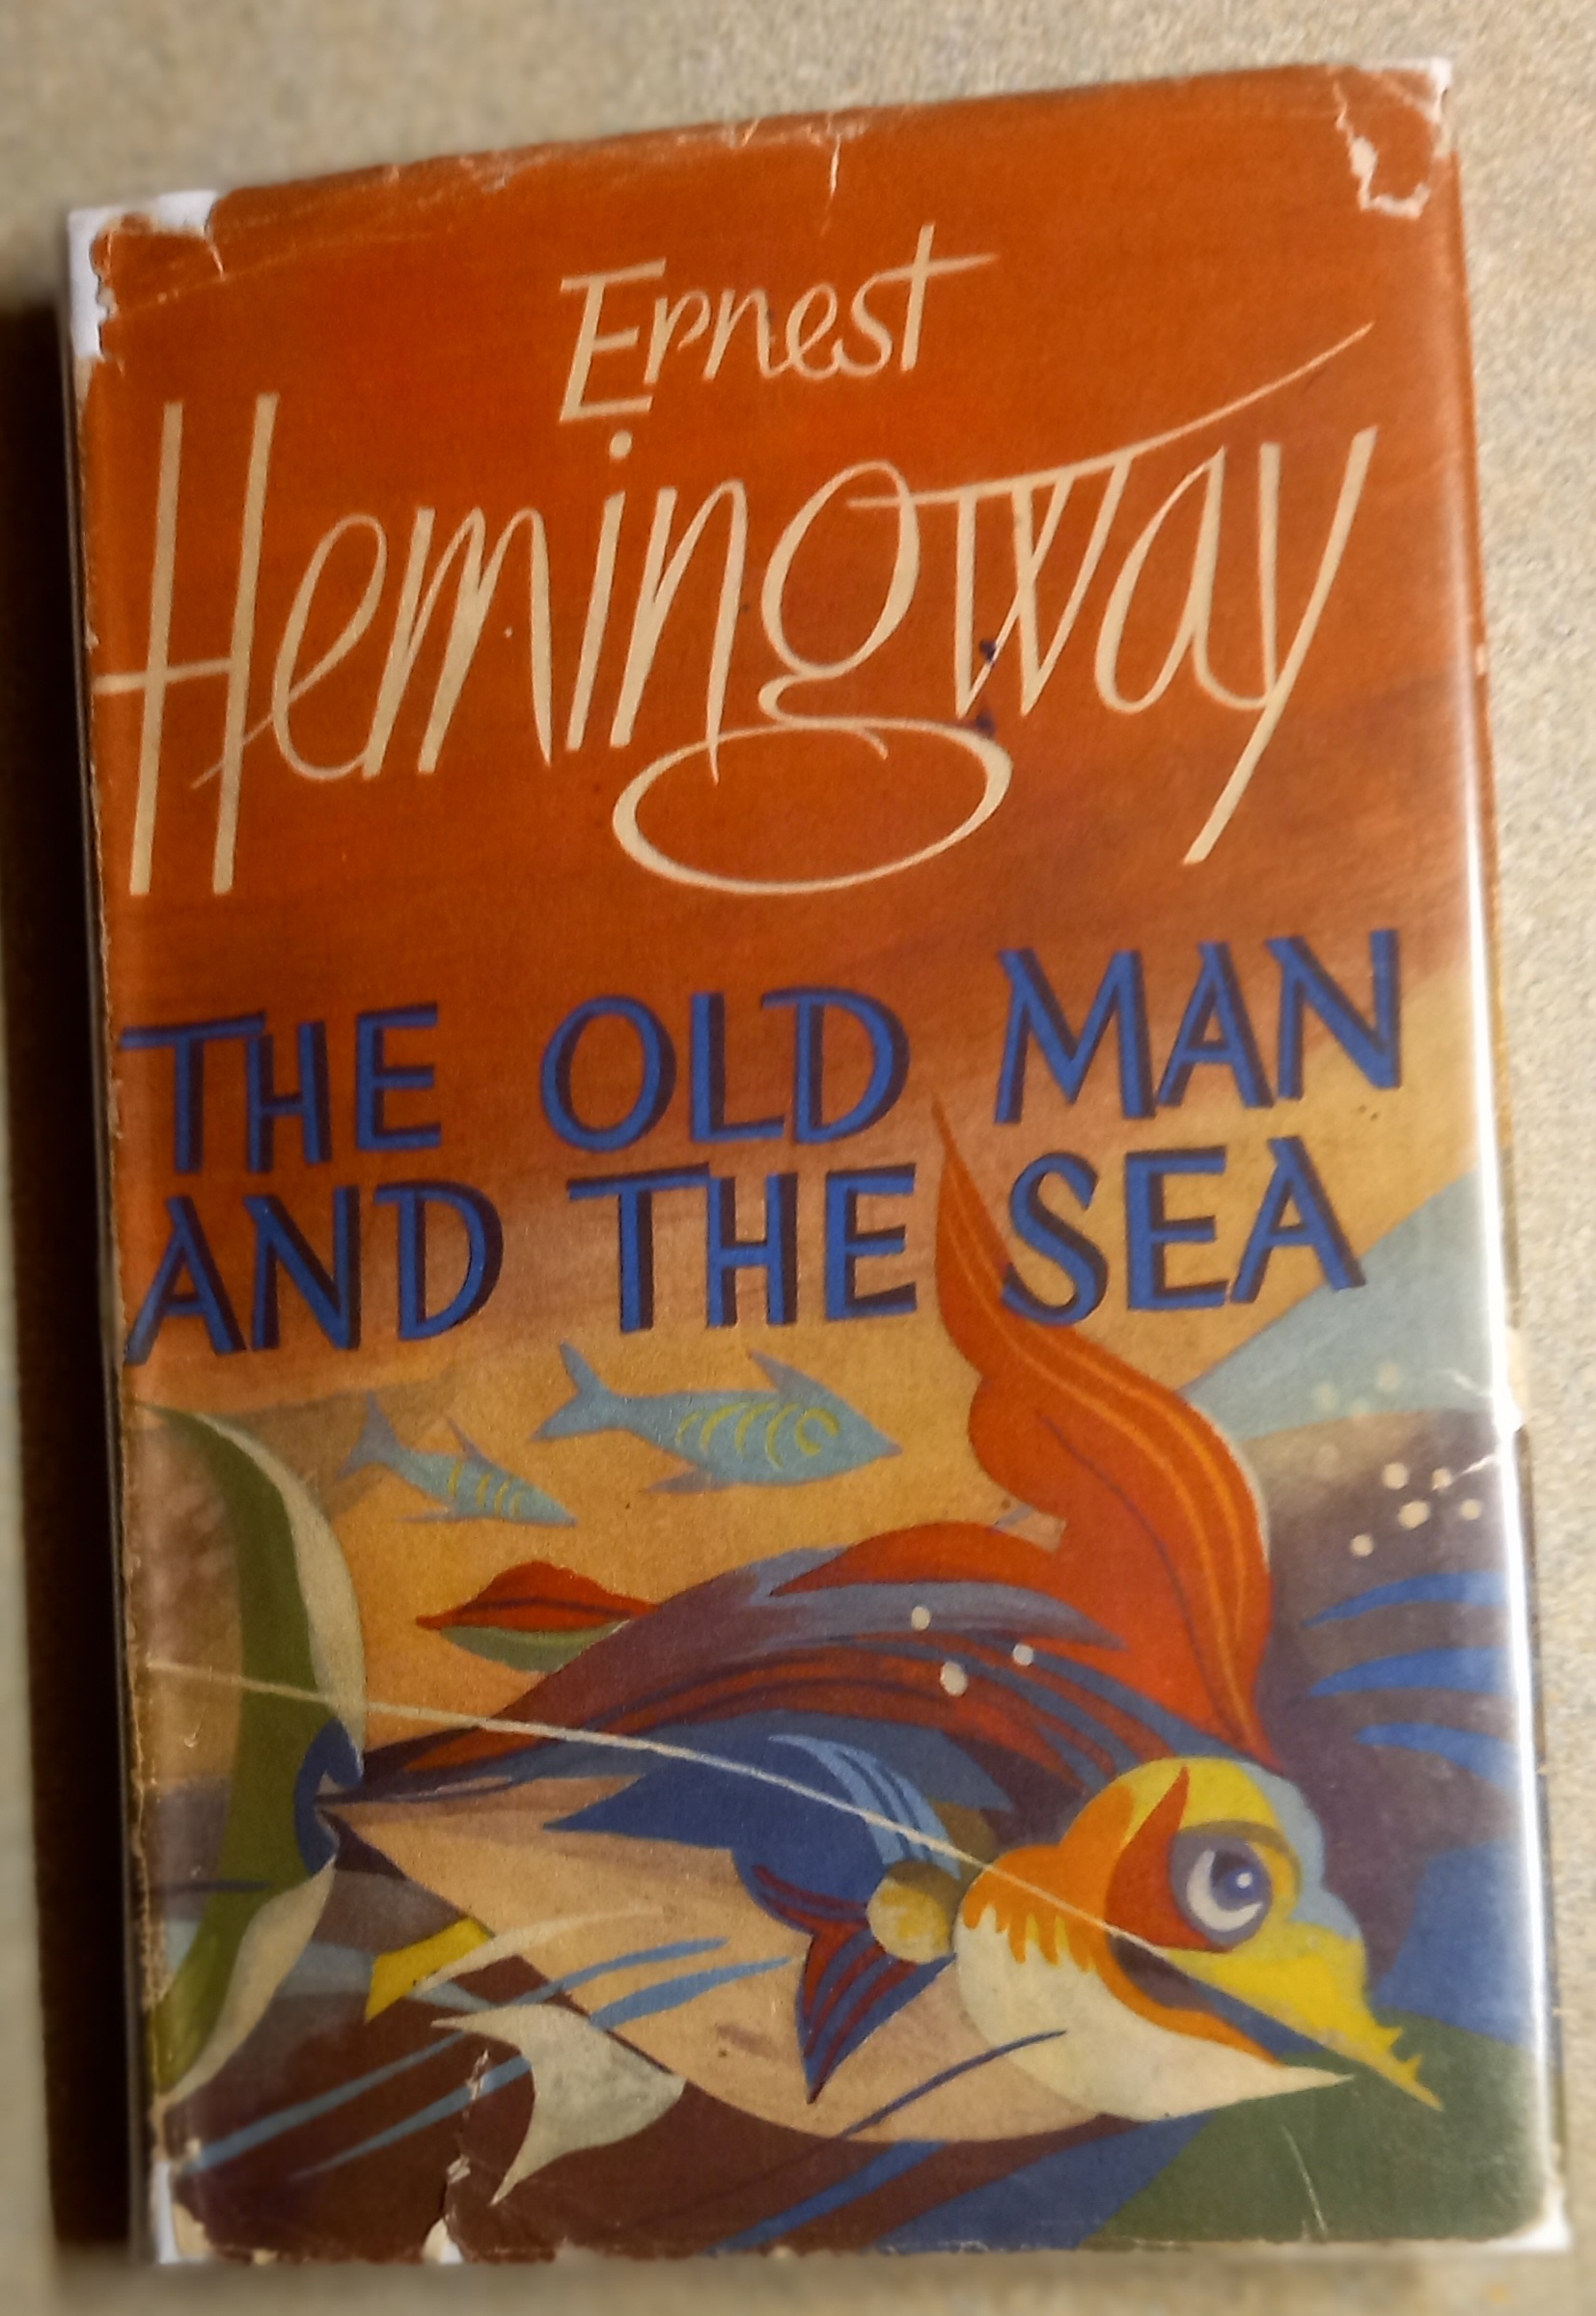 Ernest
Hemingway
THE OLD MAN
AND THE SEA